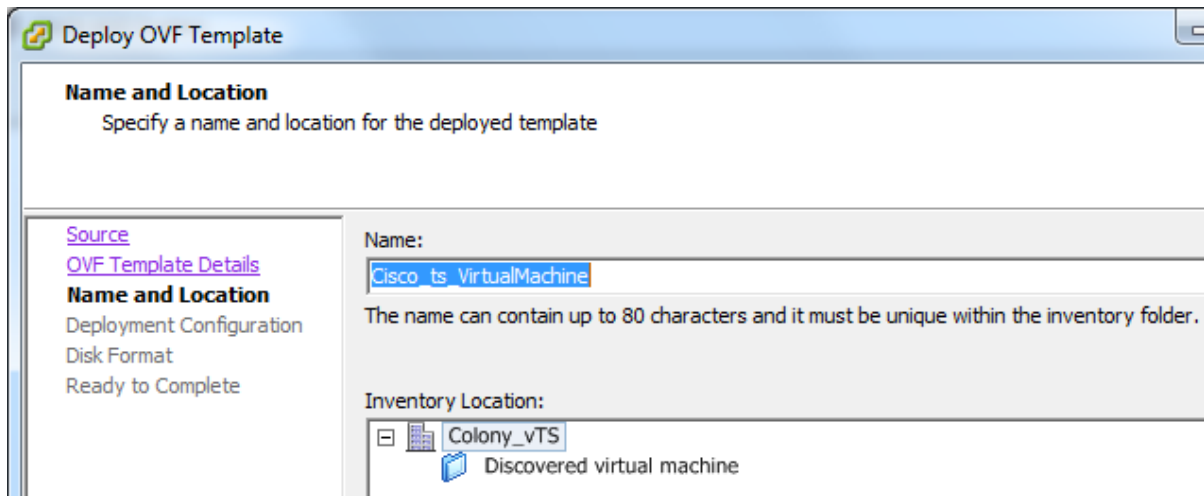 Deploy OVF Template
Name and Location
Specify a name and location for the deployed template
Source
OVF Template Details
Name and Location
Deployment Configuration
Disk Format
Ready to Complete
Name:
Cisco_ts_VirtualMachine
The name can contain up to 80 characters and it must be unique within the inventory folder.
Inventory Location:
Colony_vTS
Discovered virtual machine